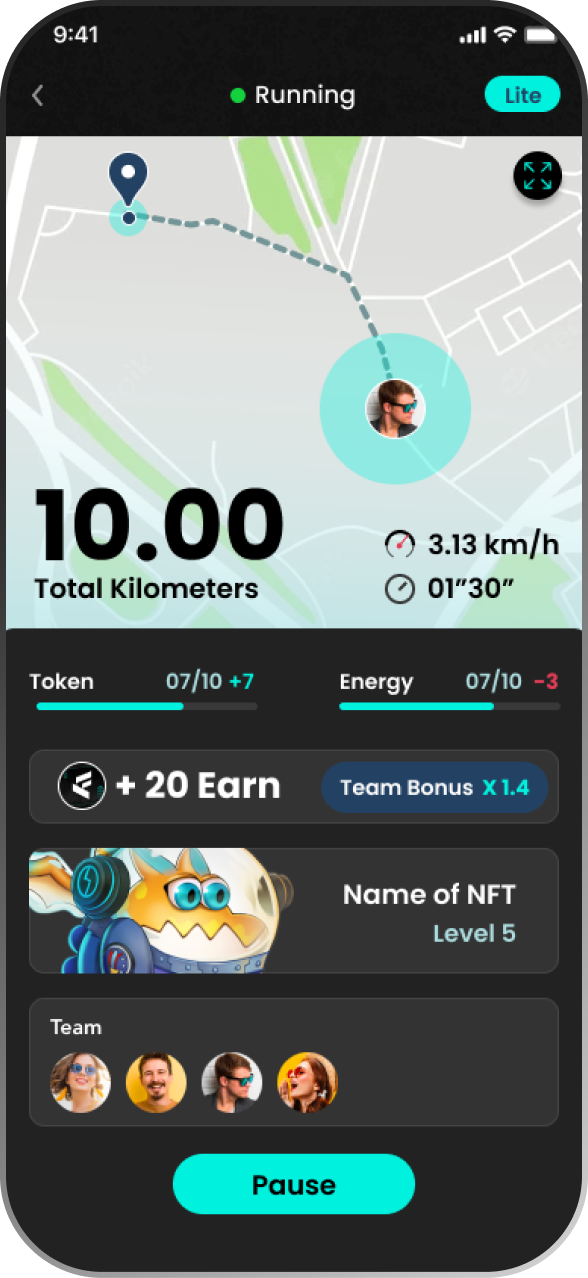 9:41
Running
Lite
10.00
Total Kilometers
3.13 km/h
01”30”
Token 07/10 +7
Energy 07/10 -3
+ 20 Earn
Team Bonus X 1.4
Name of NFT
Level 5
Team
Pause